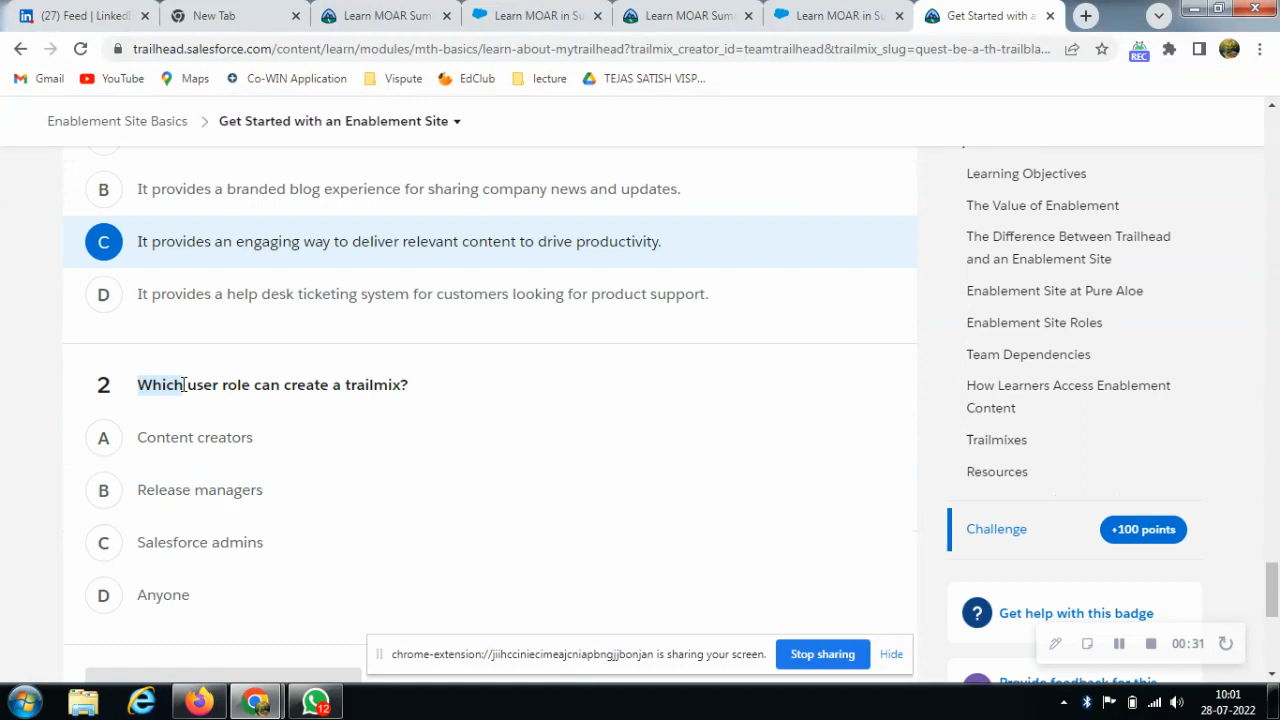 (27) Feed | LinkedI
New Tab
Learn MOAR Sum
Learn MOAR in Su
Learn MOAR Summ
Learn MOAR in Su
Get Started with a
trailhead.salesforce.com/content/learn/modules/mth-basics/learn-about-mytrailhead?trailmix_creator_id=teamtrailhead&trailmix_slug=quest-be-a-th-trailbla...
REC
Gmail
YouTube
Maps
Co-WIN Application
Vispute
EdClub
lecture
TEJAS SATISH VISP...
Enablement Site Basics
Get Started with an Enablement Site
B It provides a branded blog experience for sharing company news and updates.
C It provides an engaging way to deliver relevant content to drive productivity.
D It provides a help desk ticketing system for customers looking for product support.
2 Which user role can create a trailmix?
A Content creators
B Release managers
C Salesforce admins
D Anyone
Learning Objectives
The Value of Enablement
The Difference Between Trailhead
and an Enablement Site
Enablement Site at Pure Aloe
Enablement Site Roles
Team Dependencies
How Learners Access Enablement
Content
Trailmixes
Resources
Challenge
+100 points
? Get help with this badge
Provide feedback for this
00:31
chrome-extension://jiihcciniecimeajcniapbngjjbonjan is sharing your screen.
Stop sharing
Hide
12
10:01
28-07-2022